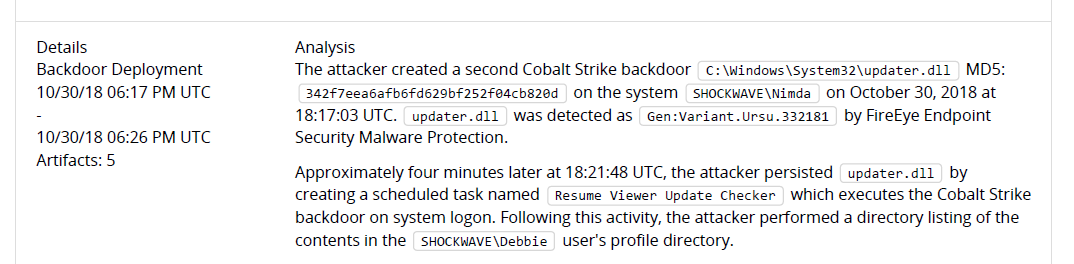 Details
Backdoor Deployment
10/30/18 06:17 PM UTC
-
10/30/18 06:26 PM UTC
Artifacts: 5
Analysis
The attacker created a second Cobalt Strike backdoor C:\Windows\System32\updater.dll MD5:
342f7eea6afb6fd629bf252f04cb820d on the system SHOCKWAVE\Nimda on October 30, 2018 at
18:17:03 UTC. updater.dll was detected as Gen:Variant.Ursu.332181 by FireEye Endpoint
Security Malware Protection.
Approximately four minutes later at 18:21:48 UTC, the attacker persisted updater.dll by
creating a scheduled task named Resume Viewer Update Checker which executes the Cobalt Strike
backdoor on system logon. Following this activity, the attacker performed a directory listing of the
contents in the SHOCKWAVE\Debbie user's profile directory.